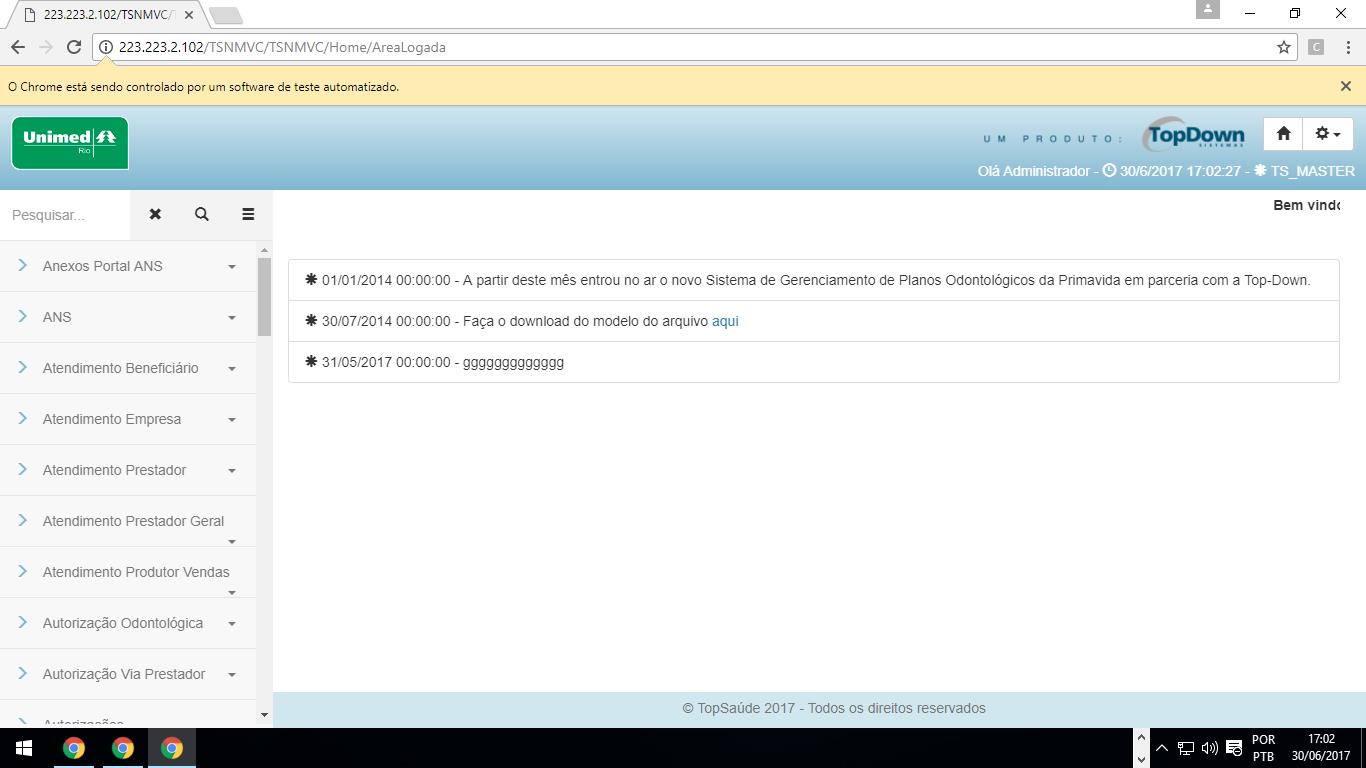 223.223.2.102/TSNMVC/T
223.223.2.102/TSNMVC/TSNMVC/Home/AreaLogada
C
O Chrome está sendo controlado por um software de teste automatizado.
Unimed
Rio
UM PRODUTO:
TopDown
SISTEMAS
Olá Administrador - 30/6/2017 17:02:27 - TS_MASTER
Pesquisar...
Bem vindo
Anexos Portal ANS
ANS
Atendimento Beneficiário
Atendimento Empresa
Atendimento Prestador
Atendimento Prestador Geral
Atendimento Produtor Vendas
Autorização Odontológica
Autorização Via Prestador
Autorizações
01/01/2014 00:00:00 - A partir deste mês entrou no ar o novo Sistema de Gerenciamento de Planos Odontológicos da Primavida em parceria com a Top-Down.
30/07/2014 00:00:00 - Faça o download do modelo do arquivo aqui
31/05/2017 00:00:00 - ggggggggggggg
© TopSaúde 2017 - Todos os direitos reservados
POR
PTB
17:02
30/06/2017